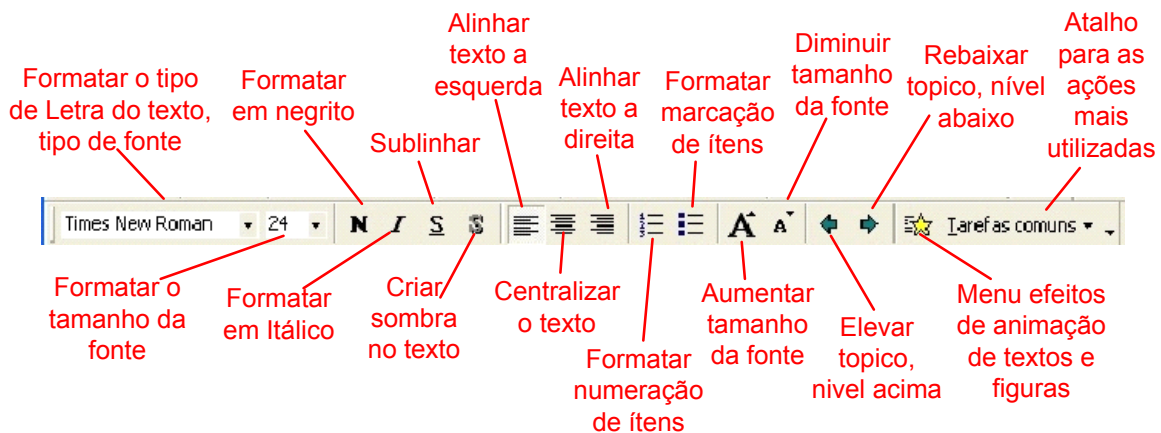 Formatar o tipo
de Letra do texto,
tipo de fonte
Formatar
em negrito
Sublinhar
Alinhar
texto a
esquerda
Alinhar
texto a
direita
Formatar
marcação
de ítens
Diminuir
tamanho
da fonte
Rebaixar
topico, nível
abaixo
Atalho
para as
ações
mais
utilizadas
Times New Roman 24 N I S S A A Tarefas comuns
Formatar o
tamanho da
fonte
Formatar
em Itálico
Criar
sombra
no texto
Centralizar
o texto
Formatar
numeração
de ítens
Aumentar
tamanho
da fonte
Elevar
topico,
nivel acima
Menu efeitos
de animação
de textos e
figuras